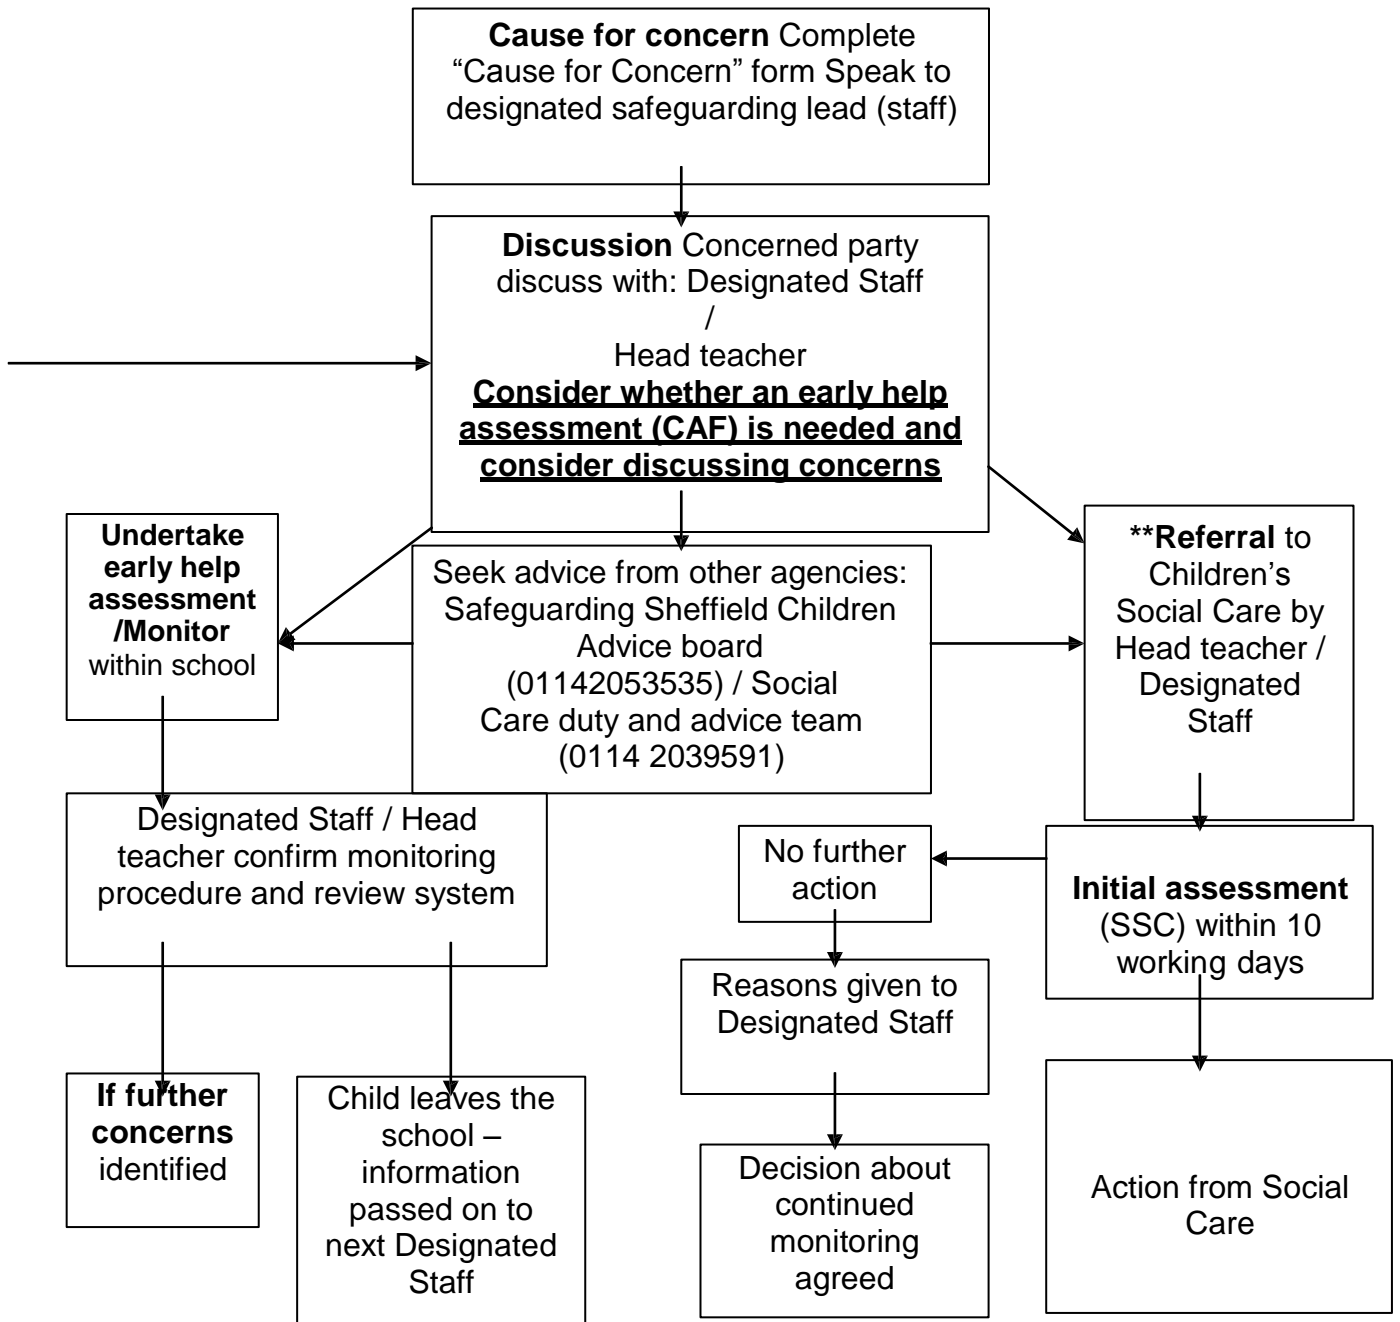 Cause for concern Complete
“Cause for Concern” form Speak to
designated safeguarding lead (staff)
Discussion Concerned party
discuss with: Designated Staff
/
Head teacher
Consider whether an early help
assessment (CAF) is needed and
consider discussing concerns
Undertake
early help
assessment
/Monitor
within school
Seek advice from other agencies:
Safeguarding Sheffield Children
Advice board
(01142053535) / Social
Care duty and advice team
(0114 2039591)
**Referral to
Children’s
Social Care by
Head teacher /
Designated
Staff
Designated Staff / Head
teacher confirm monitoring
procedure and review system
No further
action
Initial assessment
(SSC) within 10
working days
Reasons given to
Designated Staff
If further
concerns
identified
Child leaves the
school –
information
passed on to
next Designated
Staff
Decision about
continued
monitoring
agreed
Action from Social
Care